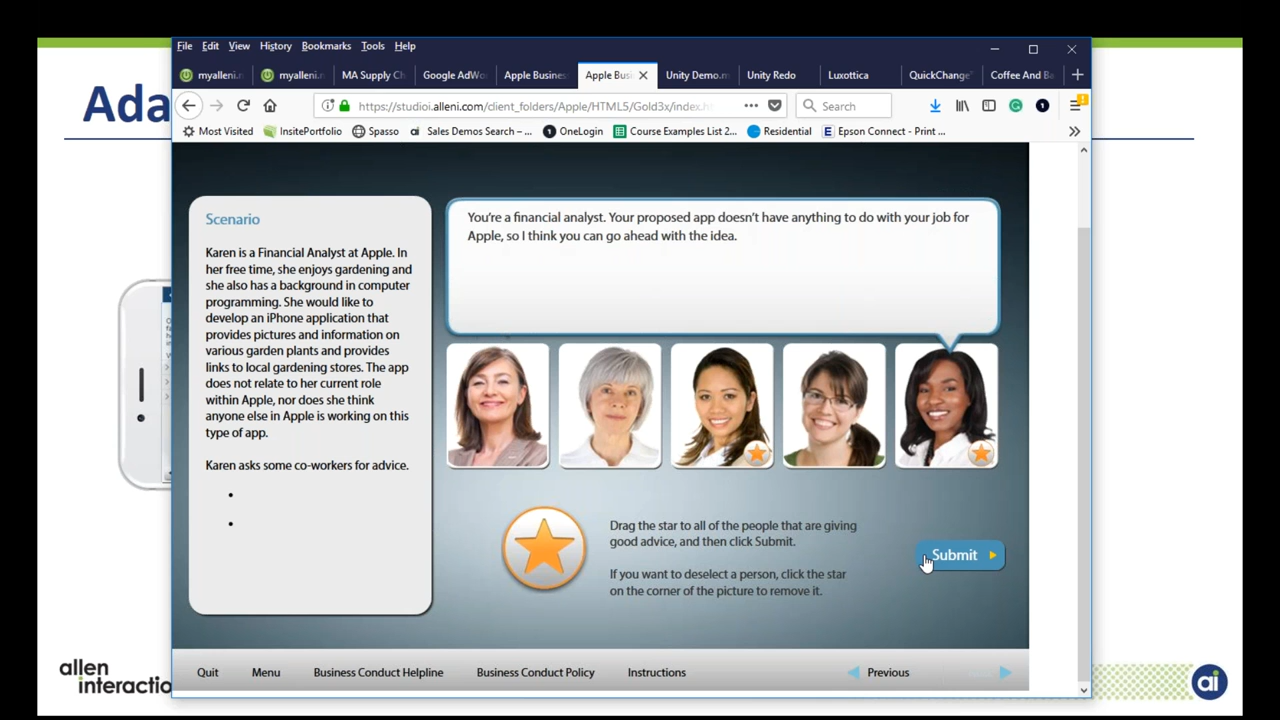 Ada
File Edit View History Bookmarks Tools Help
myalleni.n myalleni. MA Supply Ch Google AdWo Apple Busine Apple Busi Unity Demo.m Unity Redo Luxottica QuickChange Coffee And Ba
https://studioi.alleni.com/client_folders/Apple/HTML5/Gold3x/index.h Search
Most Visited InsitePortfolio Spasso ai Sales Demos Search – ... OneLogin Course Examples List 2... Residential E Epson Connect - Print ...
Scenario
Karen is a Financial Analyst at Apple. In
her free time, she enjoys gardening and
she also has a background in computer
programming. She would like to
develop an iPhone application that
provides pictures and information on
various garden plants and provides
links to local gardening stores. The app
does not relate to her current role
within Apple, nor does she think
anyone else in Apple is working on this
type of app.
Karen asks some co-workers for advice.
You're a financial analyst. Your proposed app doesn't have anything to do with your job for
Apple, so I think you can go ahead with the idea.
Drag the star to all of the people that are giving
good advice, and then click Submit.
If you want to deselect a person, click the star
on the corner of the picture to remove it.
Submit
Quit Menu Business Conduct Helpline Business Conduct Policy Instructions Previous
allen
interactio
ai